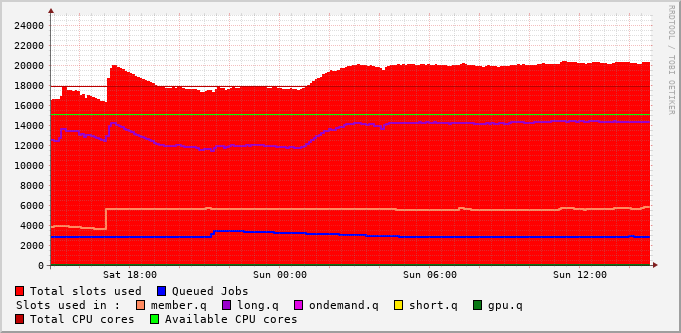 24000
22000
20000
18000
16000
14000
12000
10000
8000
6000
4000
2000
0
Sat 18:00 Sun 00:00 Sun 06:00 Sun 12:00
Total slots used Queued Jobs
Slots used in : member.q long.q ondemand.q short.q gpu.q
Total CPU cores Available CPU cores
RRDTOOL / TOBI OETIKER